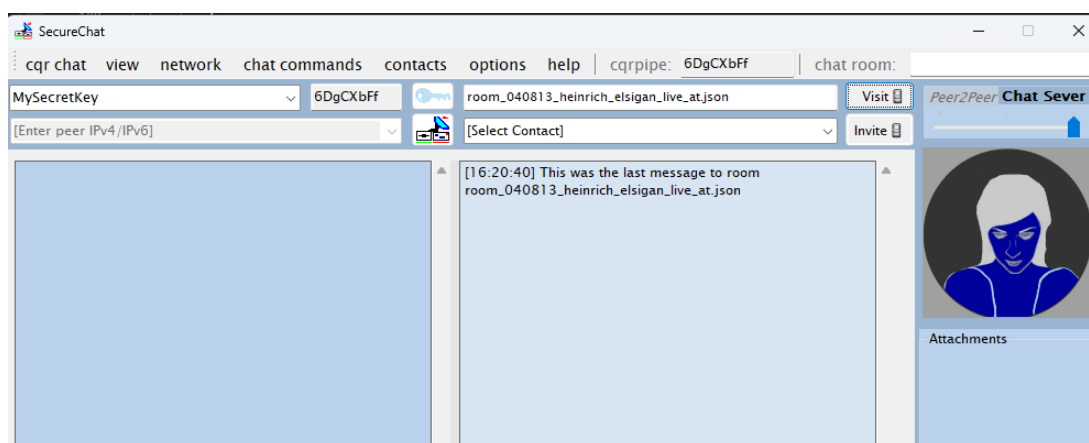 SecureChat
cqr chat view network chat commands contacts options help cqrpipe: 6DgCXbFf chat room:
MySecretKey 6DgCXbFf room_040813_heinrich_elsigan_live_at.json Visit Peer2Peer Chat Sever
[Enter peer IPv4/IPv6] [Select Contact] Invite
[16:20:40] This was the last message to room
room_040813_heinrich_elsigan_live_at.json
Attachments